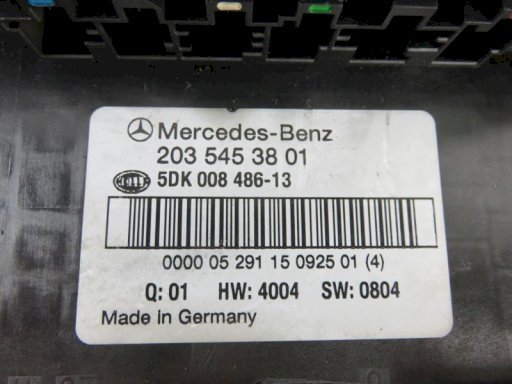 Mercedes-Benz
203 545 38 01
HELLA 5DK 008 486-13
0000 05 291 15 0925 01 (4)
Q: 01 HW: 4004 SW: 0804
Made in Germany